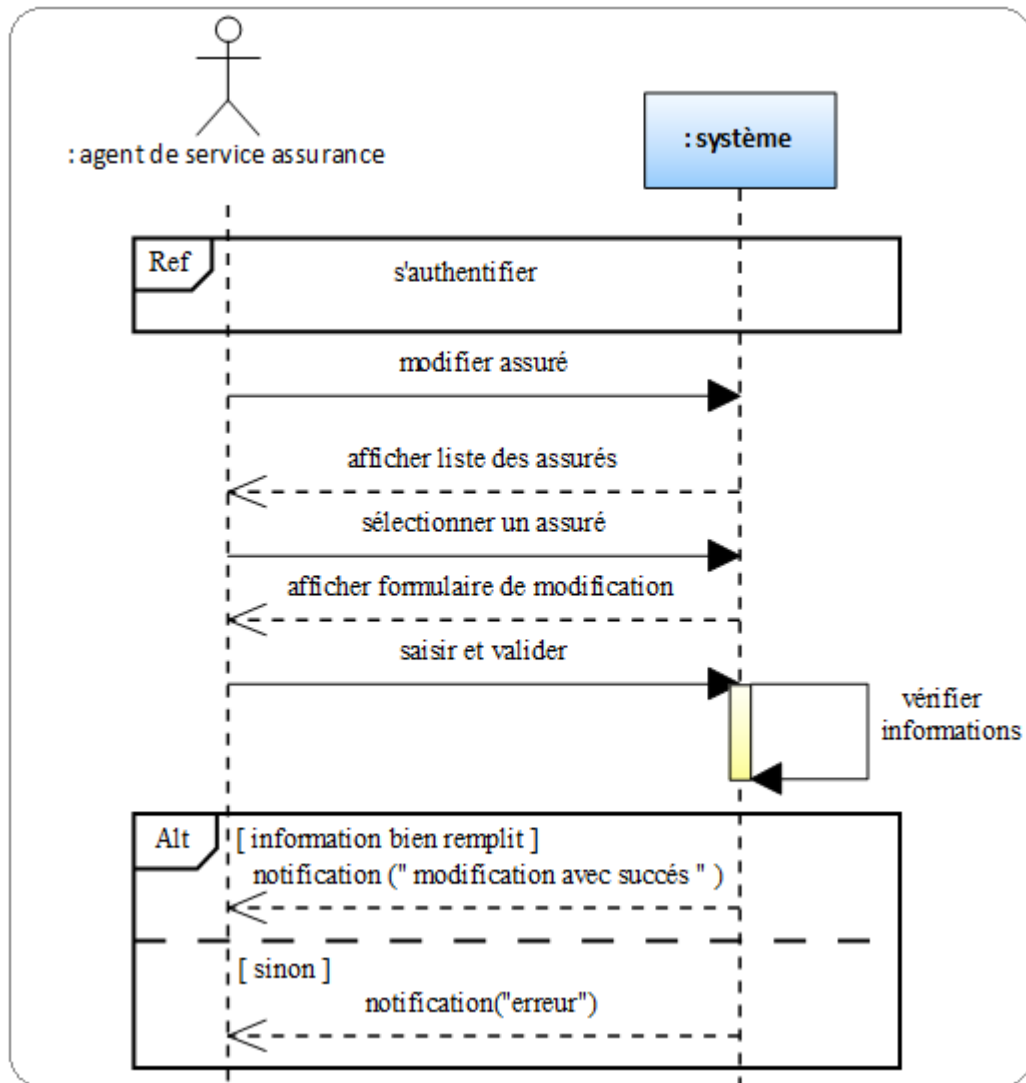 : agent de service assurance
: système
Ref
s'authentifier
modifier assuré
afficher liste des assurés
sélectionner un assuré
afficher formulaire de modification
saisir et valider
vérifier
informations
Alt
[ information bien remplit ]
notification (" modification avec succés " )
[ sinon ]
notification("erreur")